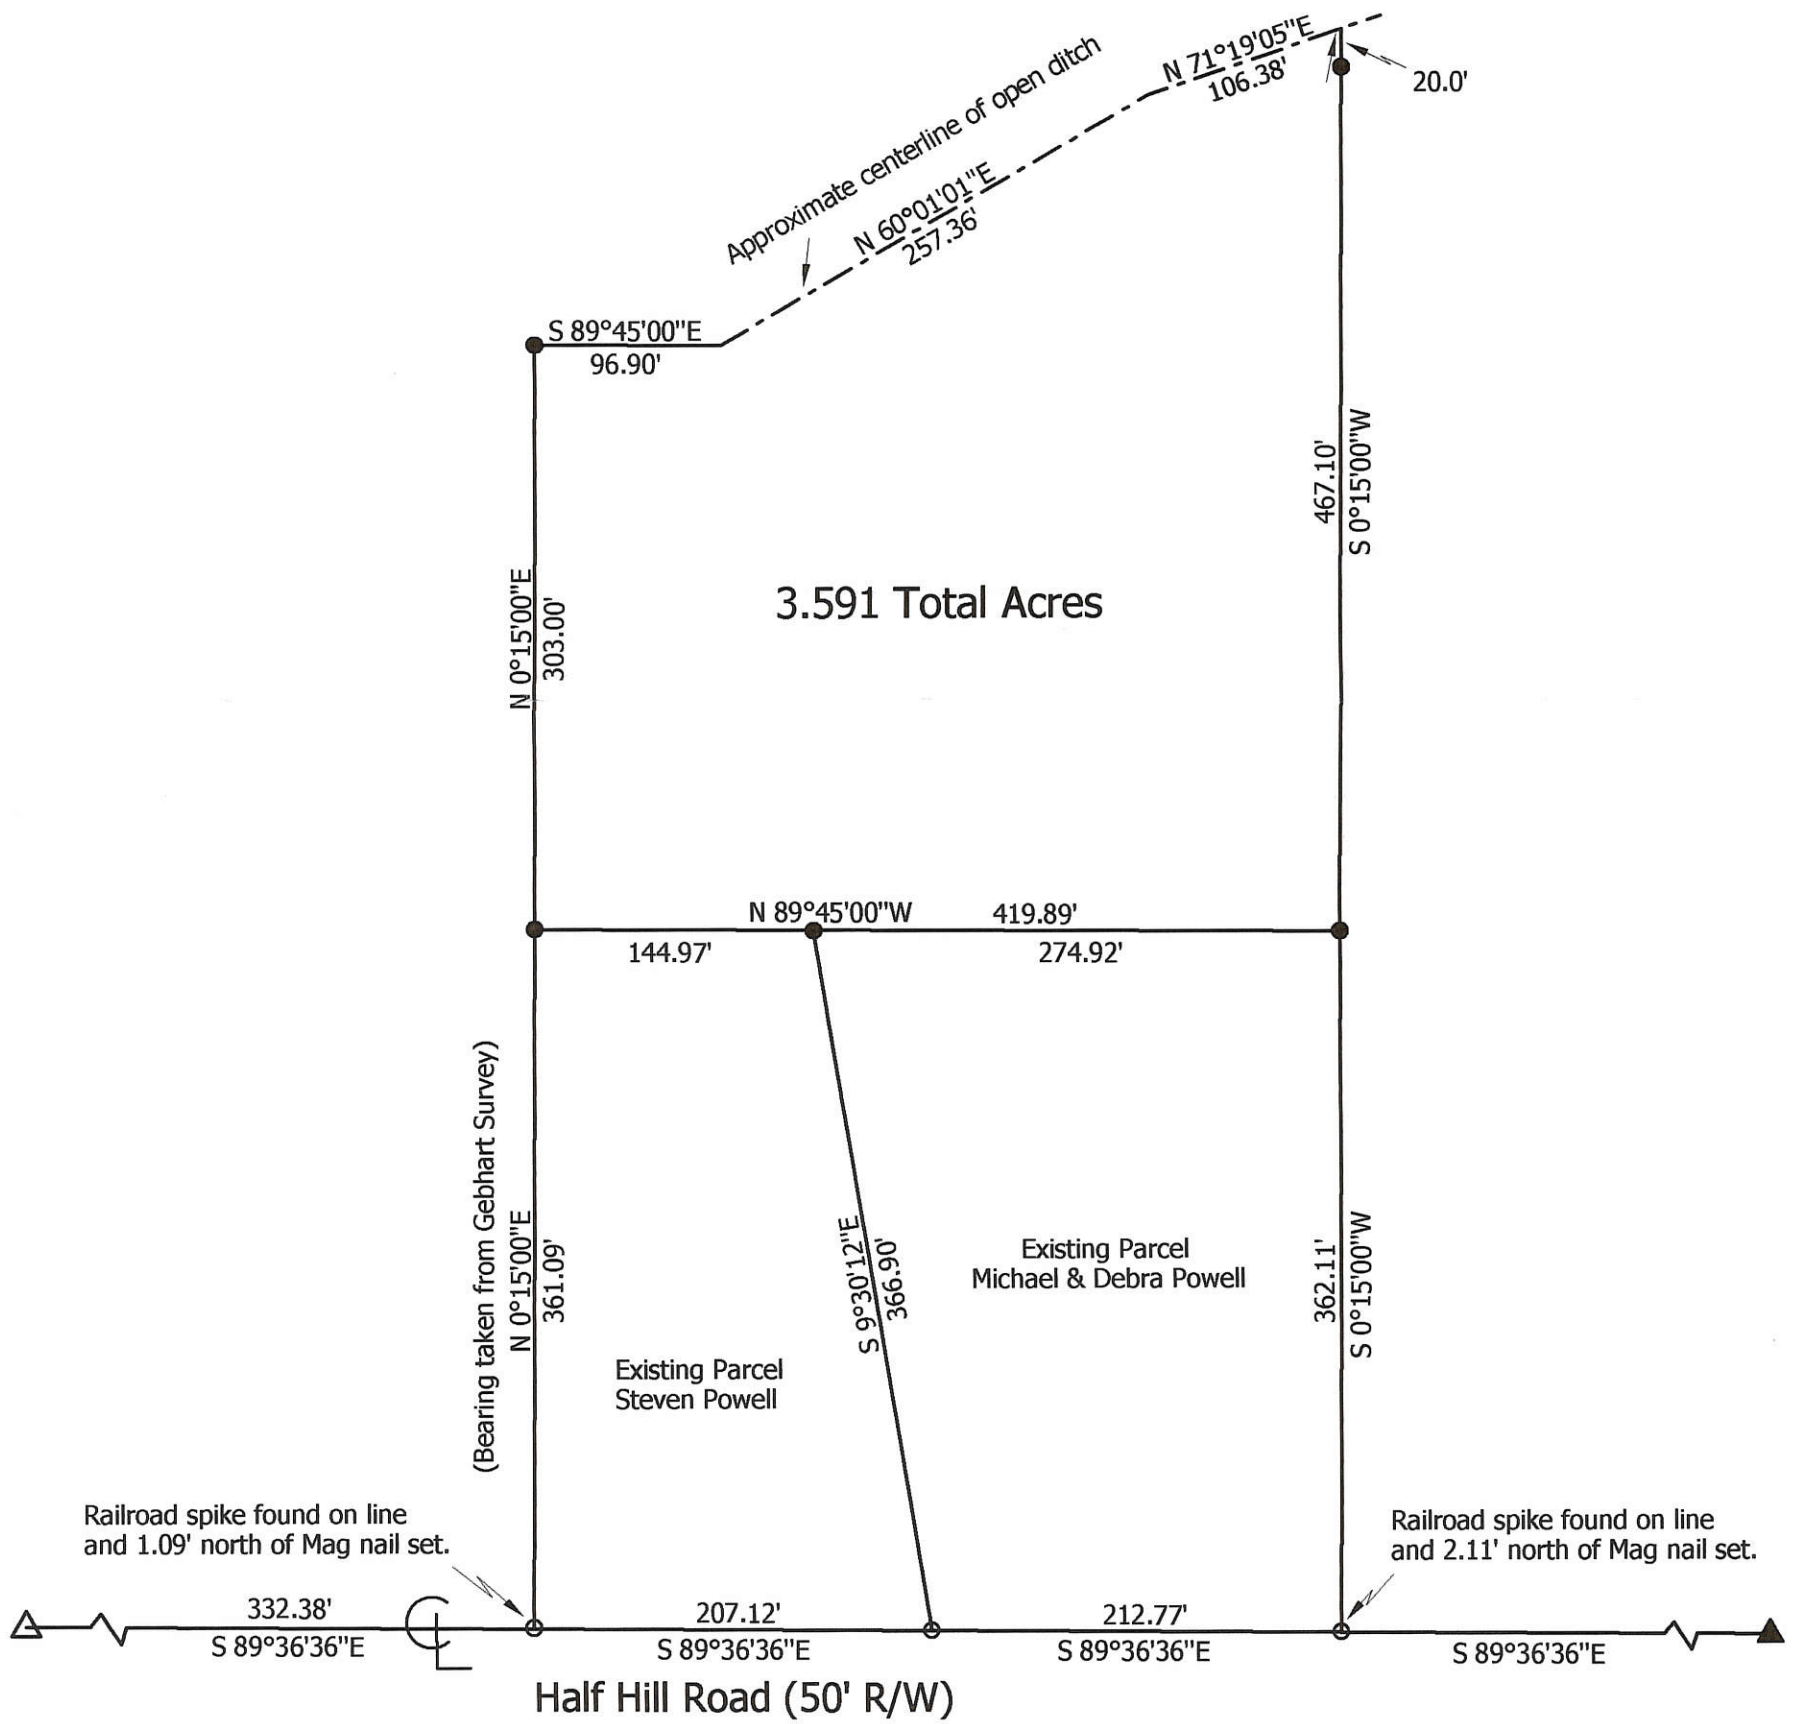 N 71°19'05"E
106.38'
20.0'
Approximate centerline of open ditch
N 60°01'01"E
257.36'
S 89°45'00"E
96.90'
467.10'
S 0°15'00"W
3.591 Total Acres
N 0°15'00"E
303.00'
N 89°45'00"W
419.89'
144.97'
274.92'
(Bearing taken from Gebhart Survey)
N 0°15'00"E
361.09'
S 9°30'12"E
366.90'
Existing Parcel
Michael & Debra Powell
362.11'
S 0°15'00"W
Existing Parcel
Steven Powell
Railroad spike found on line
and 1.09' north of Mag nail set.
Railroad spike found on line
and 2.11' north of Mag nail set.
332.38'
S 89°36'36"E
CL
207.12'
S 89°36'36"E
212.77'
S 89°36'36"E
S 89°36'36"E
Half Hill Road (50' R/W)